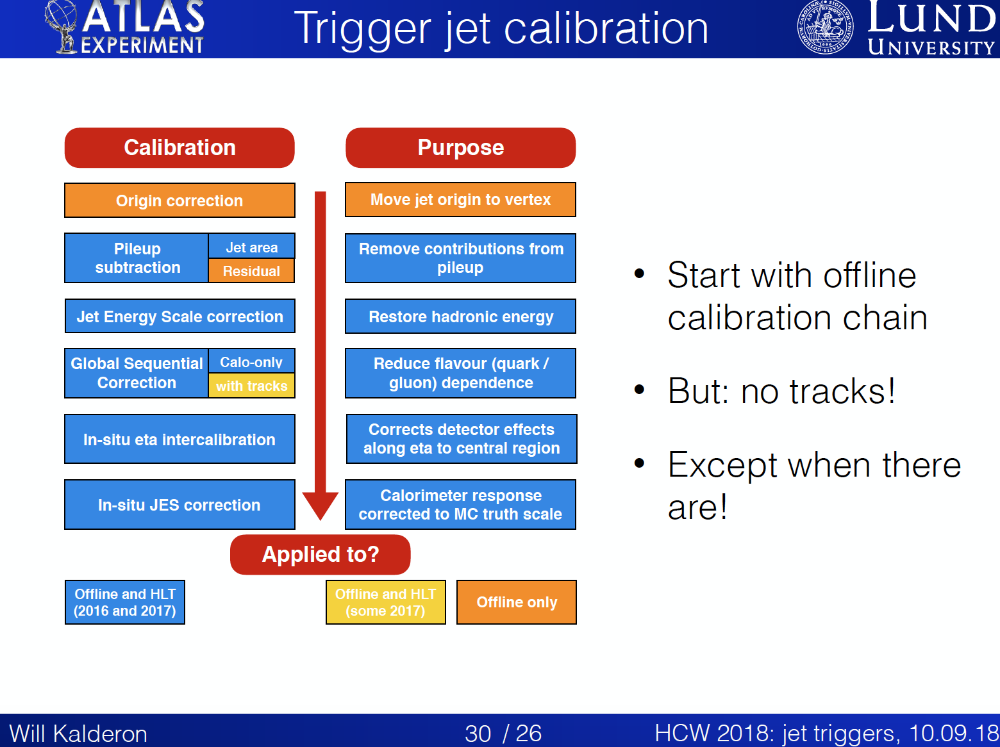 ATLAS
EXPERIMENT
Trigger jet calibration
LUND
UNIVERSITY
Calibration
Purpose
Origin correction
Move jet origin to vertex
Pileup
subtraction
Jet area
Residual
Remove contributions from
pileup
Jet Energy Scale correction
Restore hadronic energy
Global Sequential
Correction
Calo-only
with tracks
Reduce flavour (quark /
gluon) dependence
In-situ eta intercalibration
Corrects detector effects
along eta to central region
In-situ JES correction
Calorimeter response
corrected to MC truth scale
Applied to?
Offline and HLT
(2016 and 2017)
Offline and HLT
(some 2017)
Offline only
• Start with offline
calibration chain
• But: no tracks!
• Except when there
are!
Will Kalderon
30 / 26
HCW 2018: jet triggers, 10.09.18